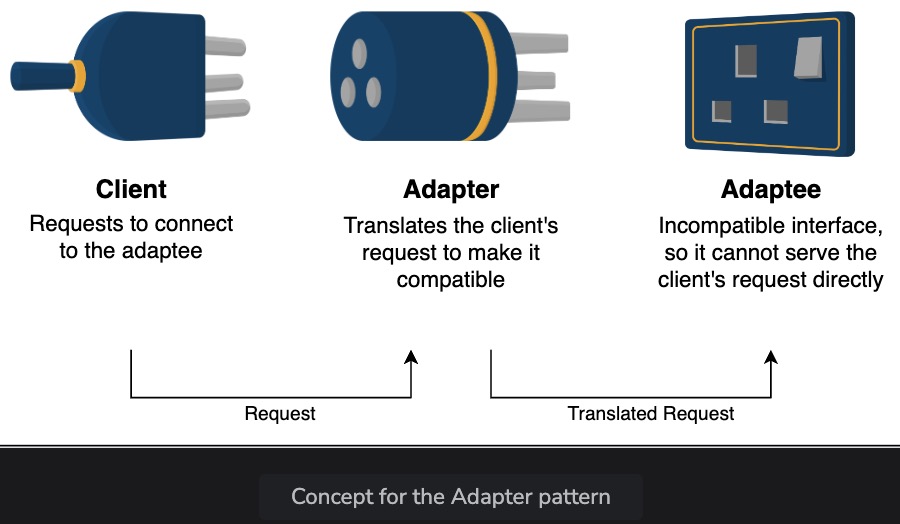 Client
Requests to connect
to the adaptee
Adapter
Translates the client's
request to make it
compatible
Adaptee
Incompatible interface,
so it cannot serve the
client's request directly
Request
Translated Request
Concept for the Adapter pattern